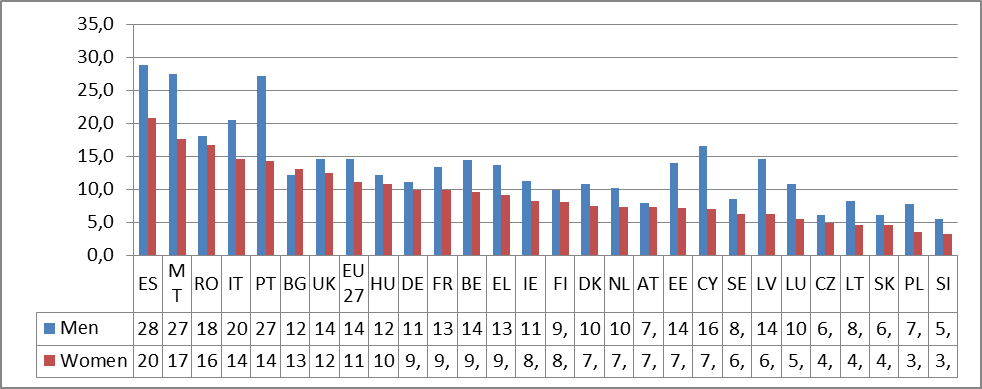 35,0
30,0
25,0
20,0
15,0
10,0
5,0
0,0
ES M T RO IT PT BG UK EU 27 HU DE FR BE EL IE FI DK NL AT EE CY SE LV LU CZ LT SK PL SI
Men 28 27 18 20 27 12 14 14 12 11 13 14 13 11 9, 10 10 7, 14 16 8, 14 10 6, 8, 6, 7, 5,
Women 20 17 16 14 14 13 12 11 10 9, 9, 9, 9, 8, 8, 7, 7, 7, 7, 7, 6, 6, 5, 4, 4, 4, 3, 3,